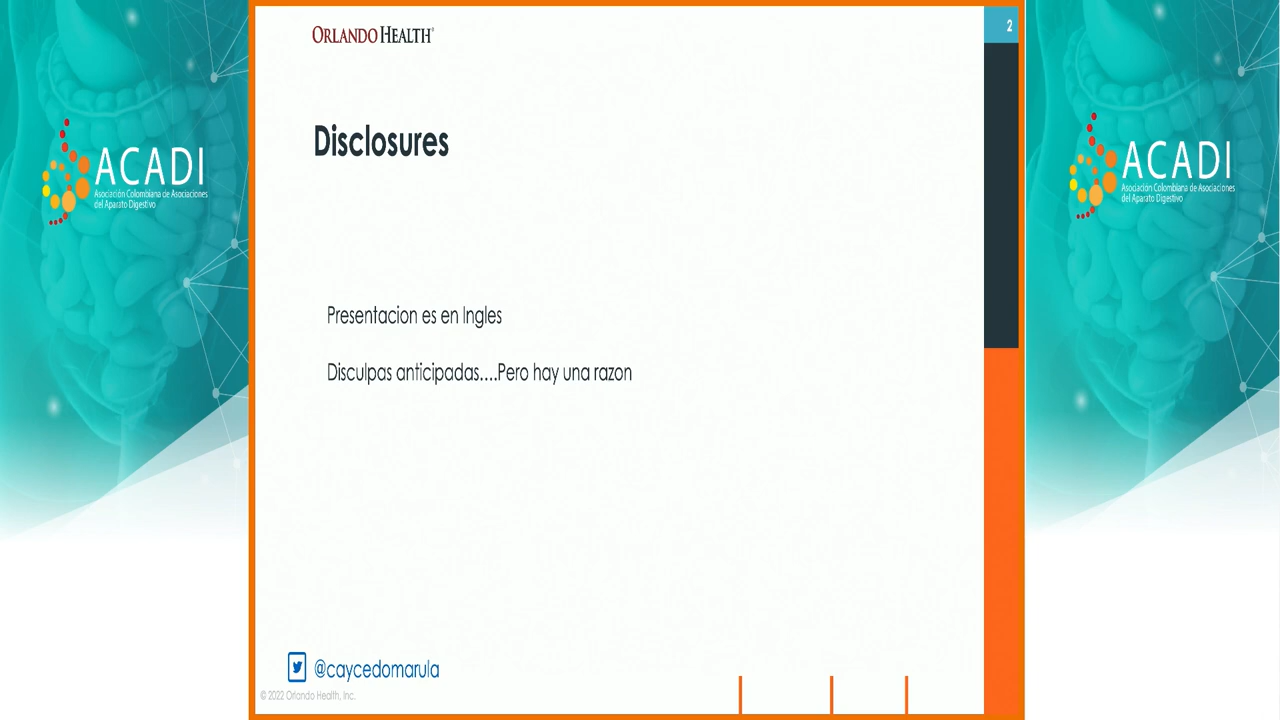 ORLANDO HEALTH®
2
Disclosures
ACADI
Asociación Colombiana de Asociaciones
del Aparato Digestivo
ACADI
Asociación Colombiana de Asociaciones
del Aparato Digestivo
Presentacion es en Ingles
Disculpas anticipadas....Pero hay una razon
@caycedomarula
© 2022 Orlando Health, Inc.